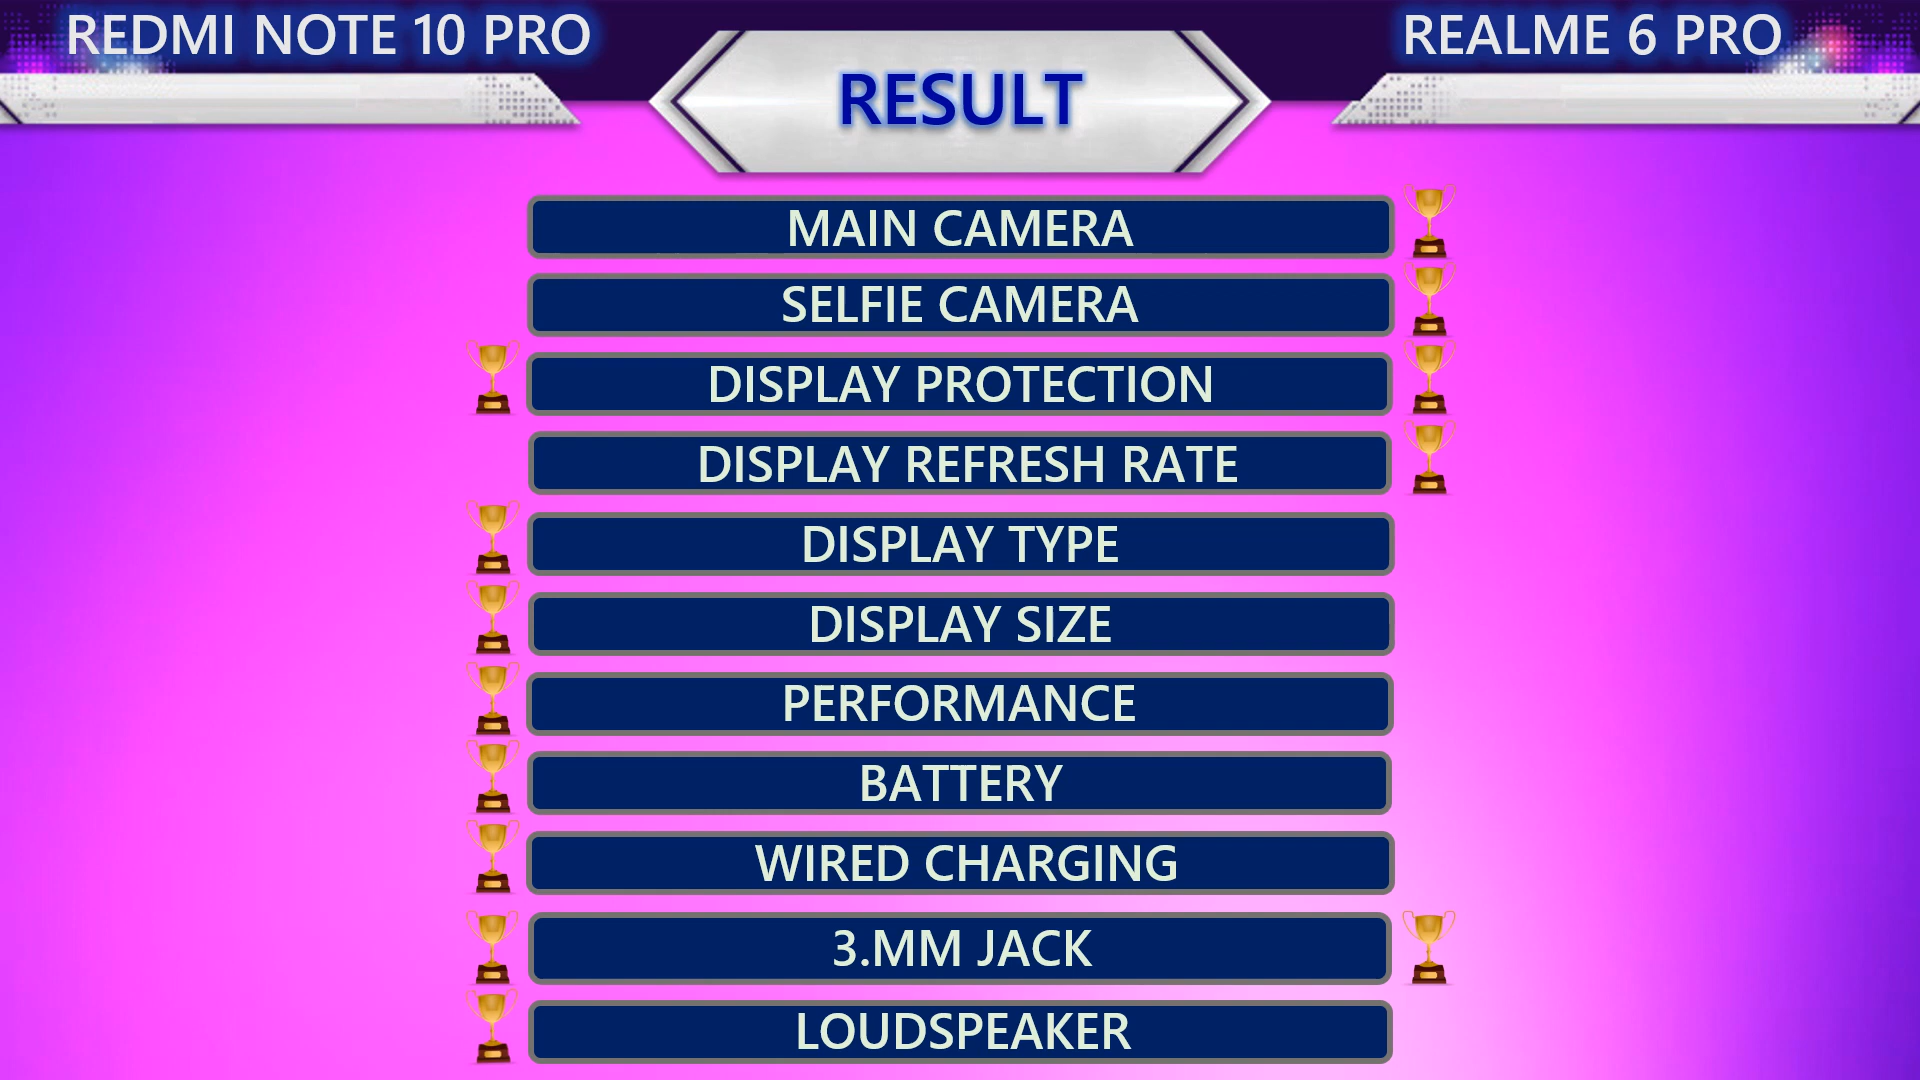 REDMI NOTE 10 PRO
REALME 6 PRO
RESULT
MAIN CAMERA
SELFIE CAMERA
DISPLAY PROTECTION
DISPLAY REFRESH RATE
DISPLAY TYPE
DISPLAY SIZE
PERFORMANCE
BATTERY
WIRED CHARGING
3.MM JACK
LOUDSPEAKER